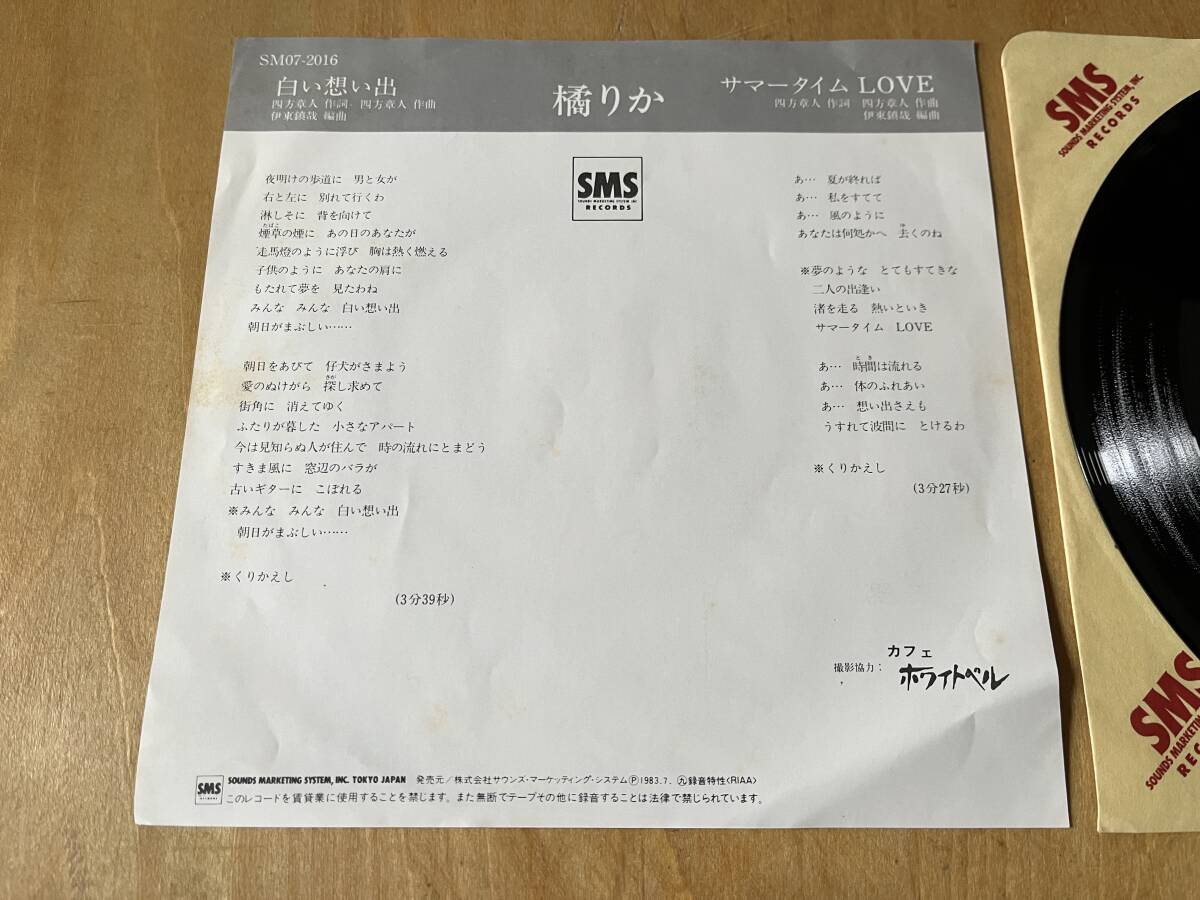 SM07-2016
白い想い出
四方章人 作詞 四方章人 作曲
伊東鎮哉 編曲
橘りか
サマータイム LOVE
四方章人 作詞 四方章人 作曲
伊東鎮哉 編曲
SMS
SOUNDS MARKETING SYSTEM, INC.
RECORDS
夜明けの歩道に 男と女が
右と左に 別れて行くわ
淋しそに 背を向けて
煙草の煙に あの日のあなたが
走馬燈のように浮び 胸は熱く燃える
子供のように あなたの肩に
もたれて夢を 見たわね
みんな みんな 白い想い出
朝日がまぶしい……
朝日をあびて 仔犬がさまよう
愛のぬけがら 探し求めて
街角に 消えてゆく
ふたりが暮した 小さなアパート
今は見知らぬ人が住んで 時の流れにとまどう
すきま風に 窓辺のバラが
古いギターに こぼれる
※みんな みんな 白い想い出
朝日がまぶしい……
※くりかえし
(3分39秒)
あ… 夏が終れば
あ… 私をすてて
あ… 風のように
あなたは何処かへ 去くのね
※夢のような とてもすてきな
二人の出逢い
渚を走る 熱いといき
サマータイム LOVE
あ… 時間は流れる
あ… 体のふれあい
あ… 想い出さえも
うすれて波間に とけるわ
※くりかえし
(3分27秒)
撮影協力:
カフェ
ホワイトベル
SMS
SOUNDS MARKETING SYSTEM, INC. TOKYO JAPAN 発売元/株式会社サウンズ・マーケッティング・システム Ⓟ1983.7. ㊈録音特性〈RIAA〉
このレコードを賃貸業に使用することを禁じます。また無断でテープその他に録音することは法律で禁じられています。
SMS
SOUNDS MARKETING SYSTEM, INC.
RECORDS
SMS
SOUNDS MARKETING
RECO